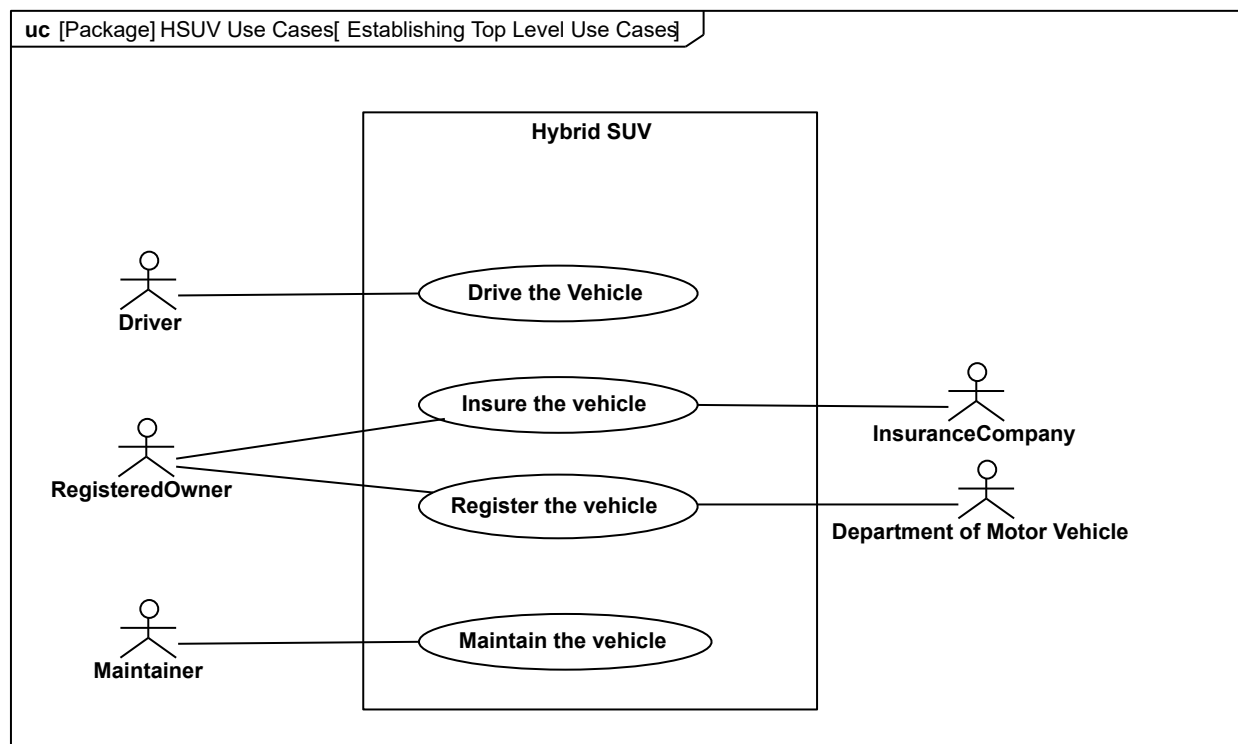 uc [Package] HSUV Use Cases[ Establishing Top Level Use Cases]
Hybrid SUV
Drive the Vehicle
Driver
Insure the vehicle
InsuranceCompany
RegisteredOwner
Register the vehicle
Department of Motor Vehicle
Maintain the vehicle
Maintainer